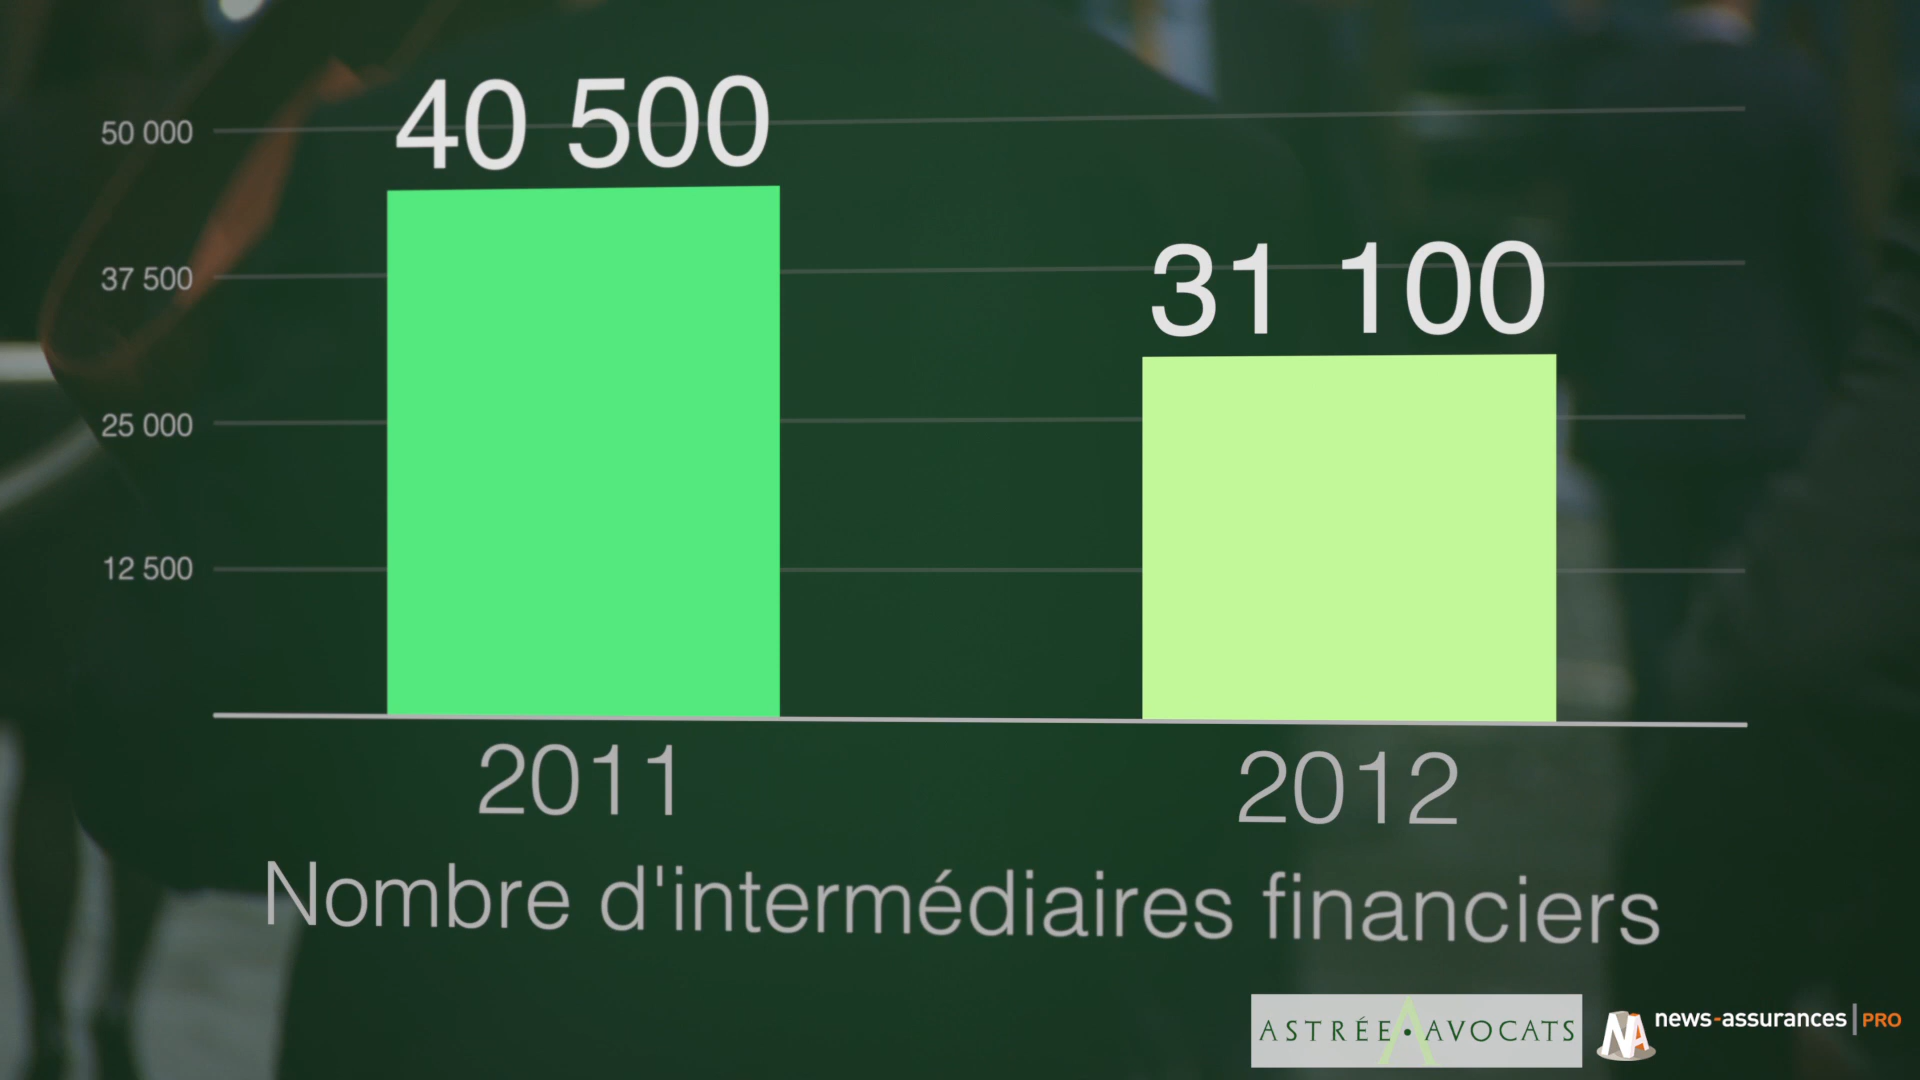 40 500
50 000
37 500
31 100
25 000
12 500
2011
2012
Nombre d'intermédiaires financiers
ASTRÉE·AVOCATS
NA news-assurances|PRO